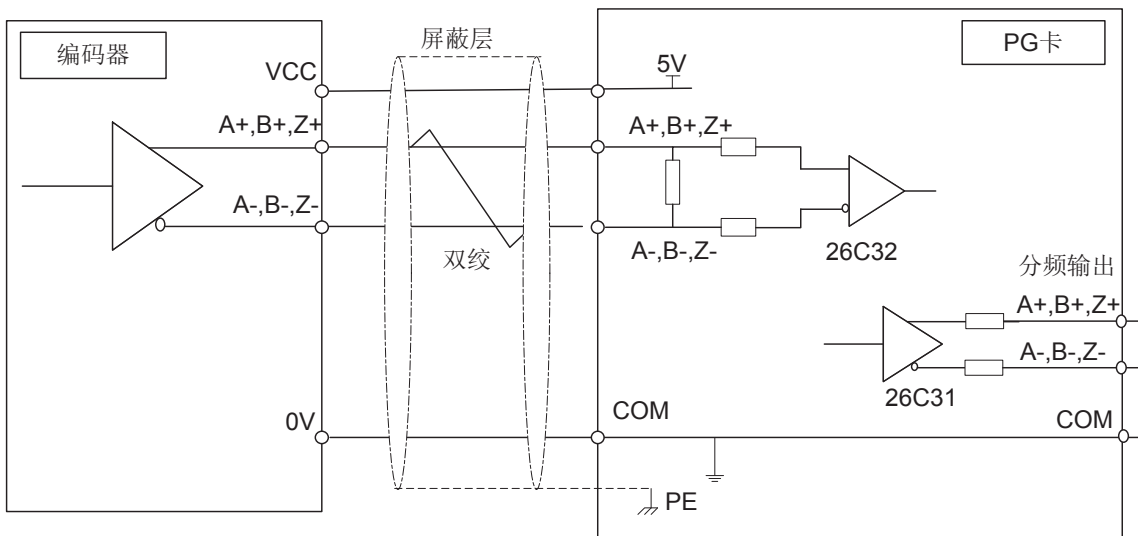 编码器
屏蔽层
PG卡
VCC
5V
A+,B+,Z+
A+,B+,Z+
A-,B-,Z-
双绞
A-,B-,Z-
26C32
分频输出
A+,B+,Z+
A-,B-,Z-
26C31
0V
COM
COM
PE